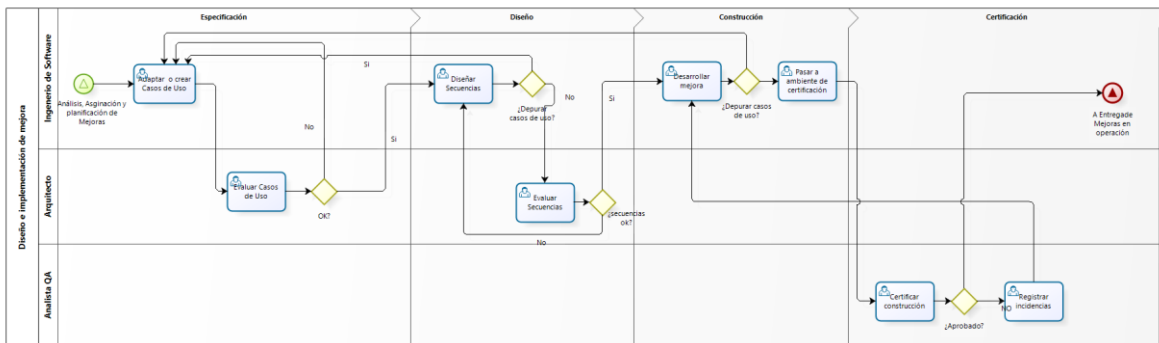 Especificación
Diseño
Construcción
Certificación
Diseño e implementación de mejora
Ingenerio de Software
Análisis, Asginación y
planificación de
Mejoras
Adaptar o crear
Casos de Uso
Si
No
Si
Diseñar
Secuencias
¿Depurar
casos de uso?
No
Si
Desarrollar
mejora
¿Depurar casos
de uso?
Pasar a
ambiente de
certificación
A Entregade
Mejoras en
operación
Arquitecto
Evaluar Casos
de Uso
OK?
Evaluar
Secuencias
¿secuencias
ok?
No
Analista QA
Certificar
construcción
¿Aprobado?
NO
Registrar
incidencias